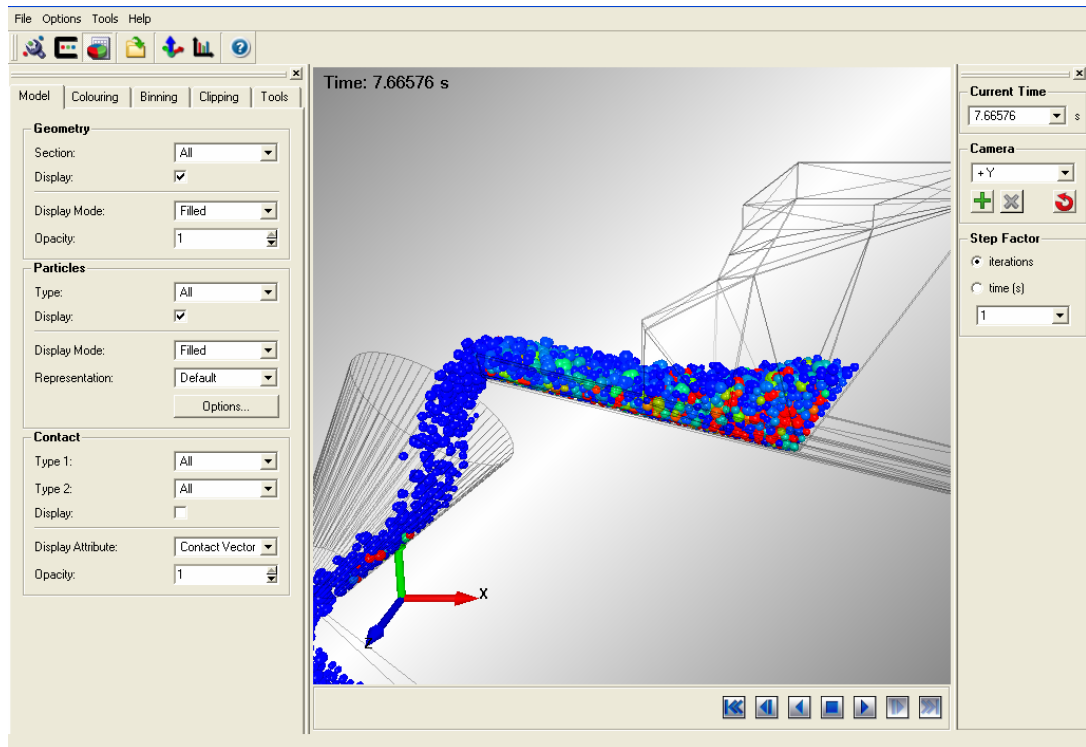 File Options Tools Help
Model Colouring Binning Clipping Tools
Geometry
Section: All
Display:
Display Mode: Filled
Opacity: 1
Particles
Type: All
Display:
Display Mode: Filled
Representation: Default
Options...
Contact
Type 1: All
Type 2: All
Display:
Display Attribute: Contact Vector
Opacity: 1
Time: 7.66576 s
X
Z
Current Time
7.66576 s
Camera
+Y
Step Factor
iterations
time (s)
1